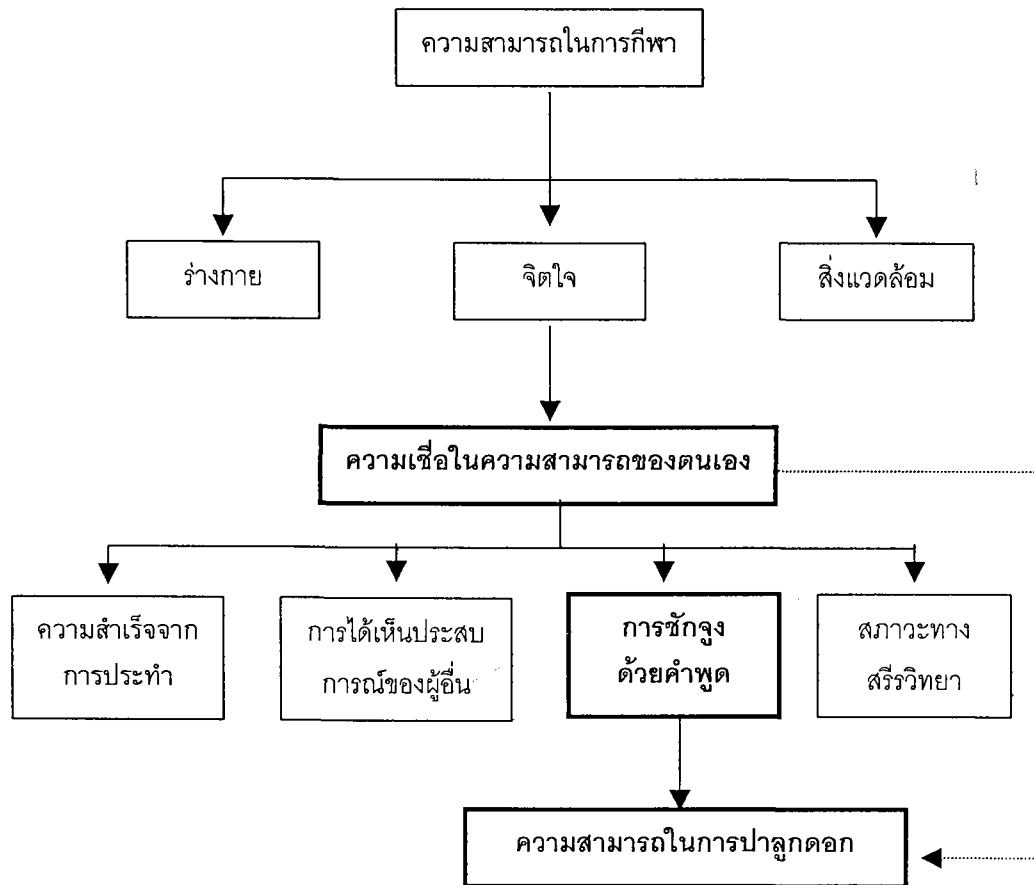 ความสามารถในการกีฬา
ร่างกาย
จิตใจ
สิ่งแวดล้อม
ความเชื่อในความสามารถของตนเอง
ความสำเร็จจาก
การประทำ
การได้เห็นประสบ
การณ์ของผู้อื่น
การชักจูง
ด้วยคำพูด
สภาวะทาง
สรีรวิทยา
ความสามารถในการปาลูกดอก